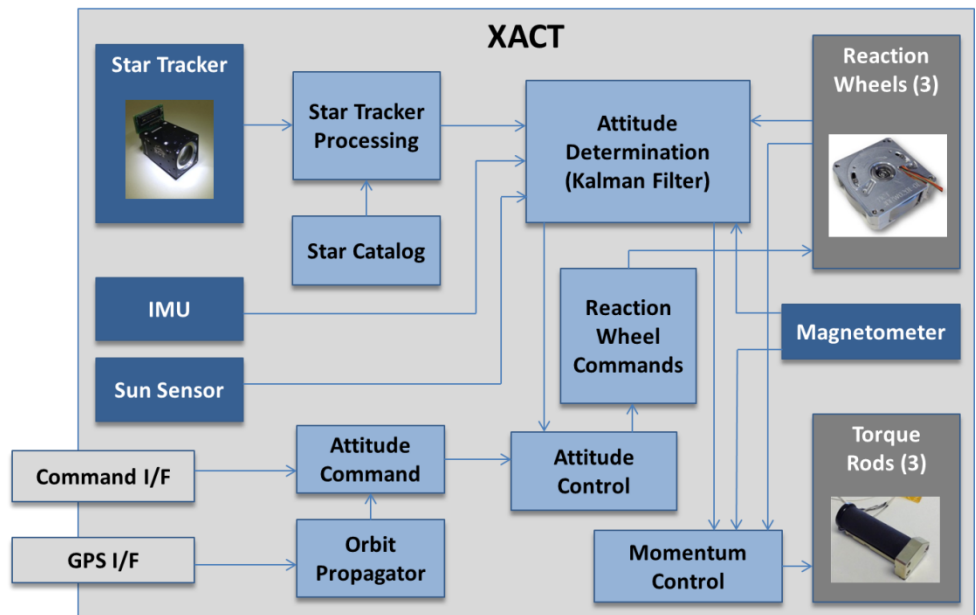 XACT
Star Tracker
Star Tracker
Processing
Star Catalog
IMU
Sun Sensor
Attitude
Determination
(Kalman Filter)
Reaction
Wheels (3)
Reaction
Wheel
Commands
Magnetometer
Command I/F
Attitude
Command
Attitude
Control
GPS I/F
Orbit
Propagator
Momentum
Control
Torque
Rods (3)